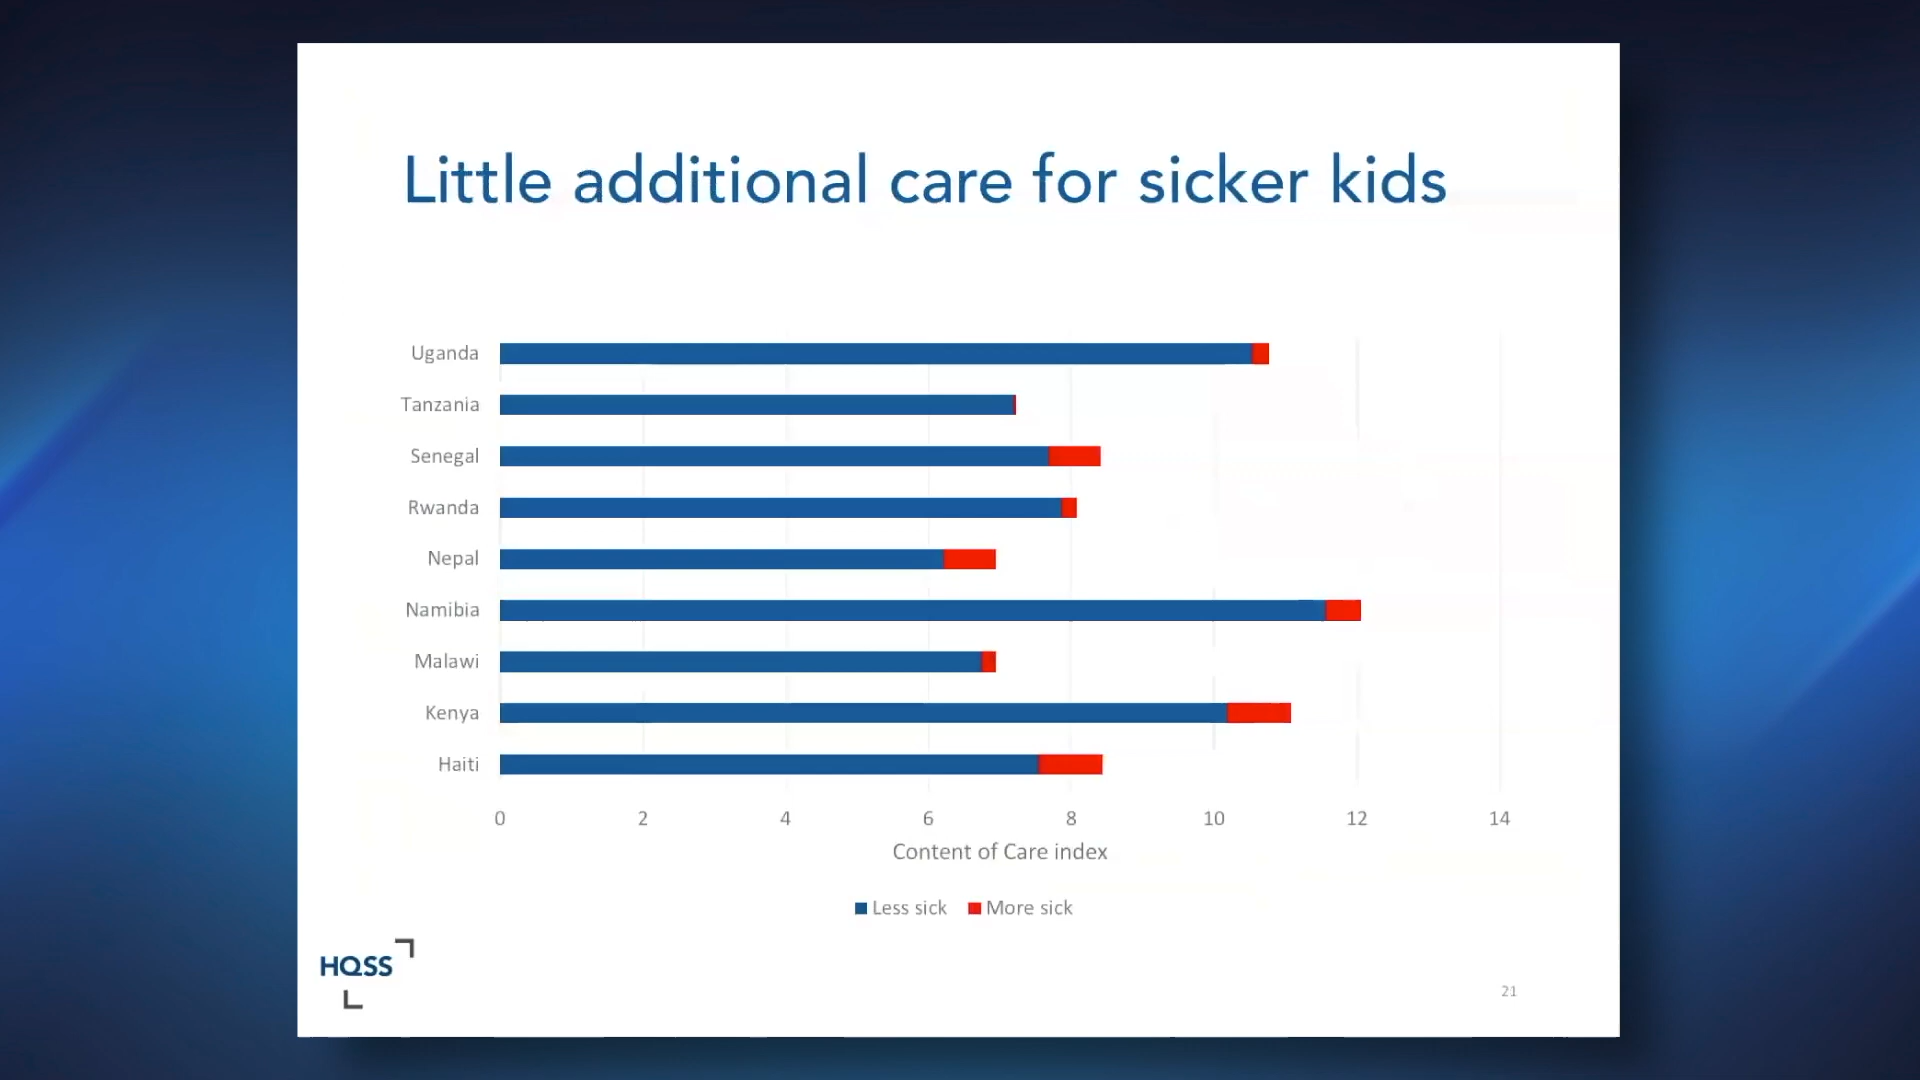 Little additional care for sicker kids
Uganda
Tanzania
Senegal
Rwanda
Nepal
Namibia
Malawi
Kenya
Haiti
0 2 4 6 8 10 12 14
Content of Care index
Less sick More sick
HQSS
21